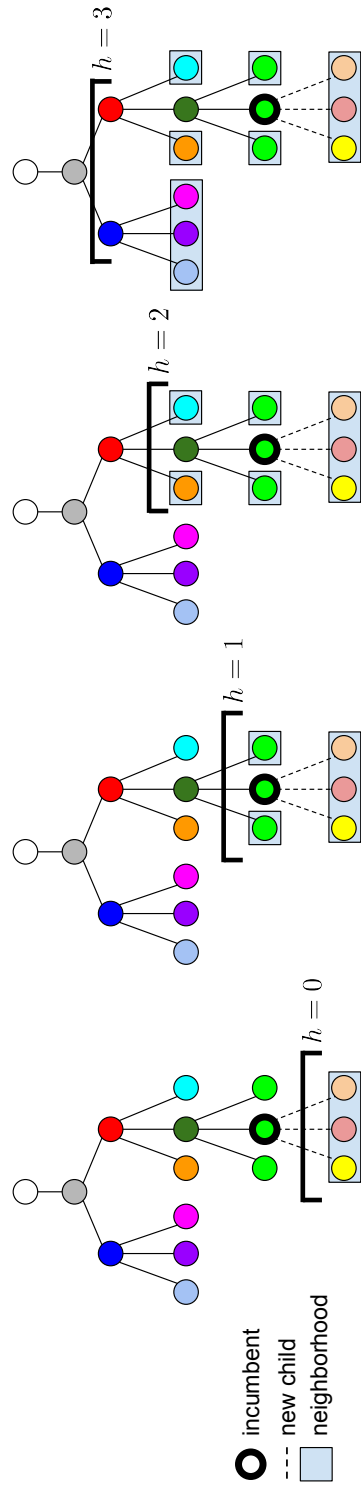 incumbent
new child
neighborhood
h = 0
h = 1
h = 2
h = 3